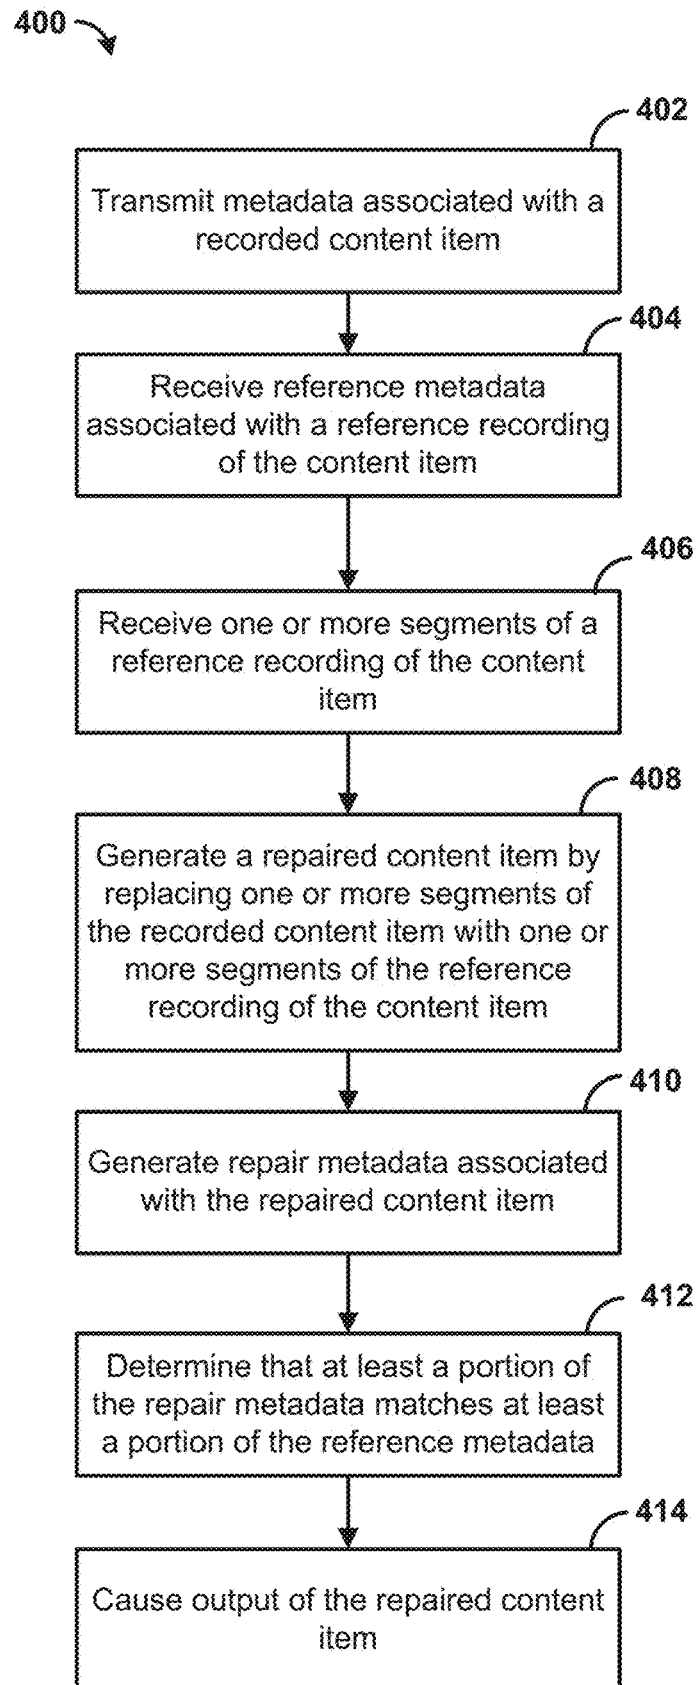 400
402
Transmit metadata associated with a
recorded content item
404
Receive reference metadata
associated with a reference recording
of the content item
406
Receive one or more segments of a
reference recording of the content
item
408
Generate a repaired content item by
replacing one or more segments of
the recorded content item with one or
more segments of the reference
recording of the content item
410
Generate repair metadata associated
with the repaired content item
412
Determine that at least a portion of
the repair metadata matches at least
a portion of the reference metadata
414
Cause output of the repaired content
item